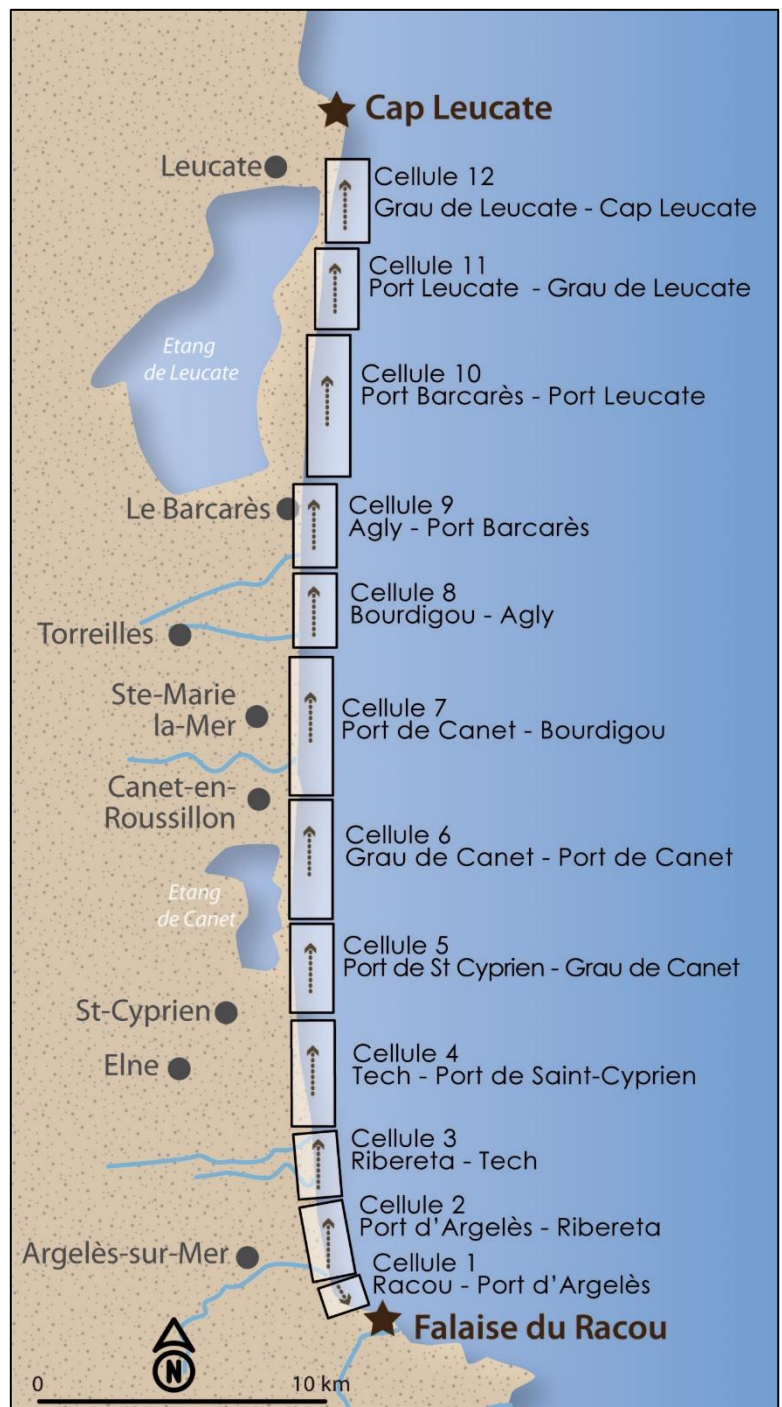 Cap Leucate
Leucate
Cellule 12
Grau de Leucate - Cap Leucate
Cellule 11
Port Leucate - Grau de Leucate
Etang
de Leucate
Cellule 10
Port Barcarès - Port Leucate
Le Barcarès
Cellule 9
Agly - Port Barcarès
Cellule 8
Bourdigou - Agly
Torreilles
Ste-Marie
la-Mer
Cellule 7
Port de Canet - Bourdigou
Canet-en-
Roussillon
Cellule 6
Grau de Canet - Port de Canet
Etang
de Canet
Cellule 5
Port de St Cyprien - Grau de Canet
St-Cyprien
Elne
Cellule 4
Tech - Port de Saint-Cyprien
Cellule 3
Ribereta - Tech
Cellule 2
Port d'Argelès - Ribereta
Argelès-sur-Mer
Cellule 1
Racou - Port d'Argelès
Falaise du Racou
N
0 10 km